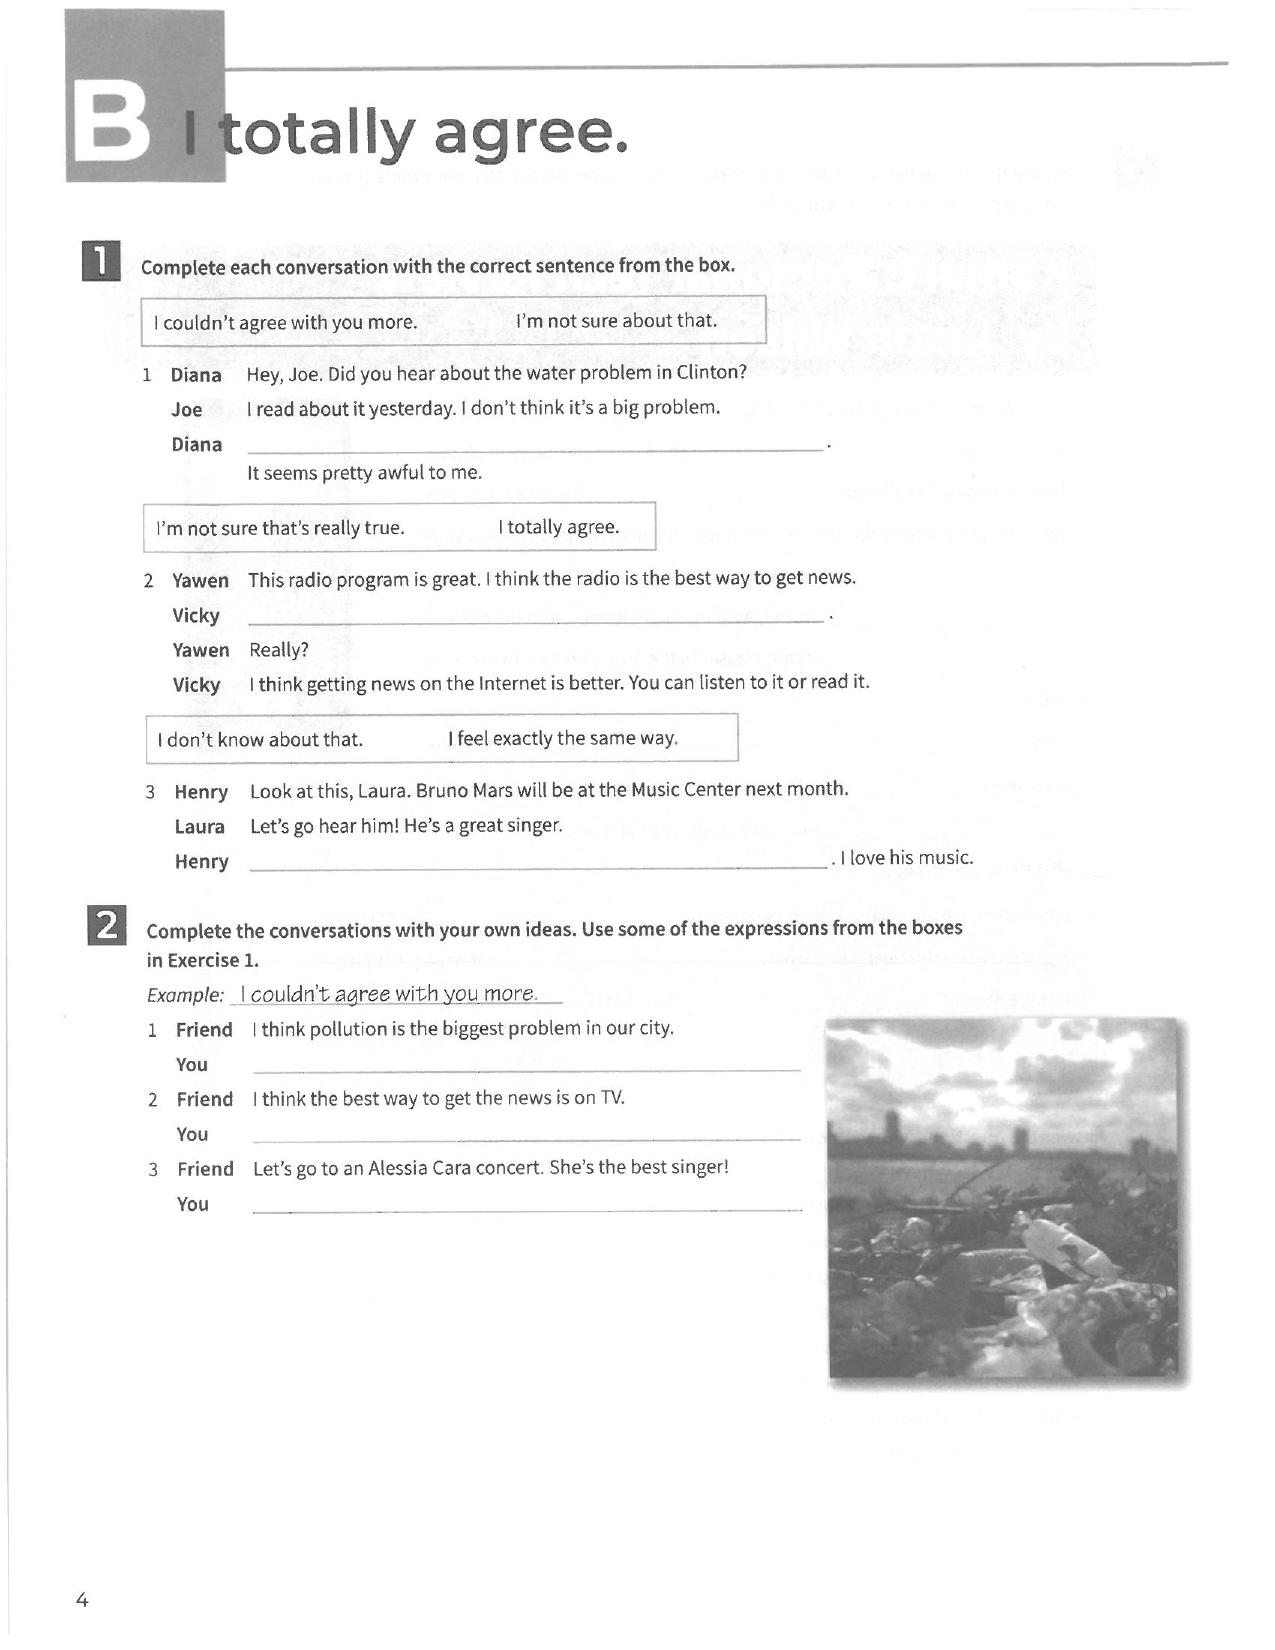 B I totally agree.
1 Complete each conversation with the correct sentence from the box.
I couldn't agree with you more. I'm not sure about that.
1 Diana Hey, Joe. Did you hear about the water problem in Clinton?
Joe I read about it yesterday. I don't think it's a big problem.
Diana .
It seems pretty awful to me.
I'm not sure that's really true. I totally agree.
2 Yawen This radio program is great. I think the radio is the best way to get news.
Vicky .
Yawen Really?
Vicky I think getting news on the Internet is better. You can listen to it or read it.
I don't know about that. I feel exactly the same way.
3 Henry Look at this, Laura. Bruno Mars will be at the Music Center next month.
Laura Let's go hear him! He's a great singer.
Henry . I love his music.
2 Complete the conversations with your own ideas. Use some of the expressions from the boxes
in Exercise 1.
Example: I couldn't agree with you more.
1 Friend I think pollution is the biggest problem in our city.
You
2 Friend I think the best way to get the news is on TV.
You
3 Friend Let's go to an Alessia Cara concert. She's the best singer!
You
4